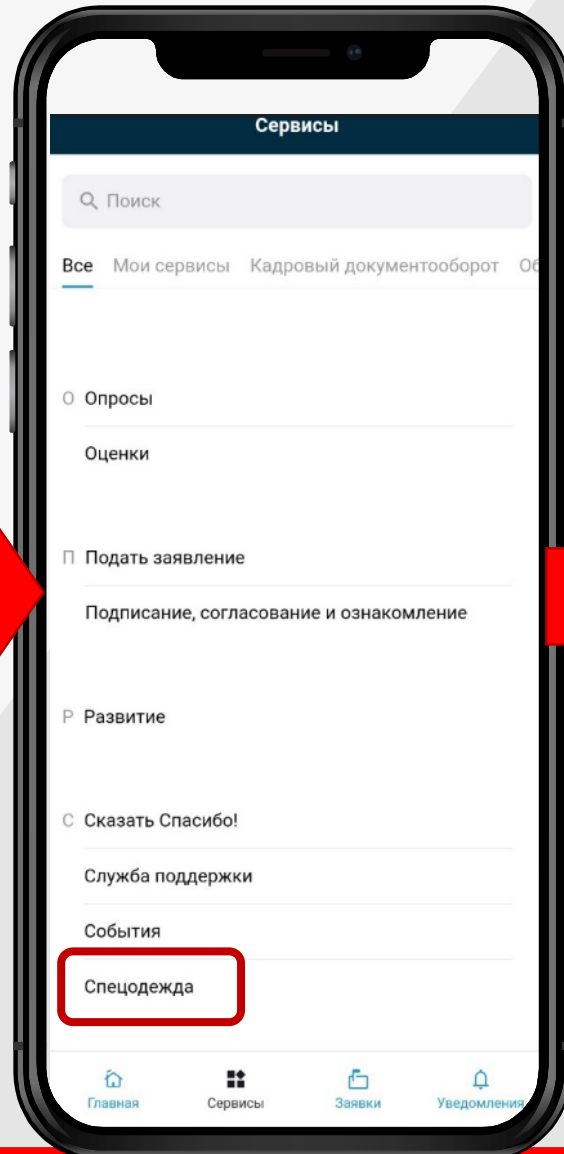 Сервисы
Поиск
Все Мои сервисы Кадровый документооборот Об
О Опросы
Оценки
П Подать заявление
Подписание, согласование и ознакомление
Р Развитие
С Сказать Спасибо!
Служба поддержки
События
Спецодежда
Главная Сервисы Заявки Уведомления